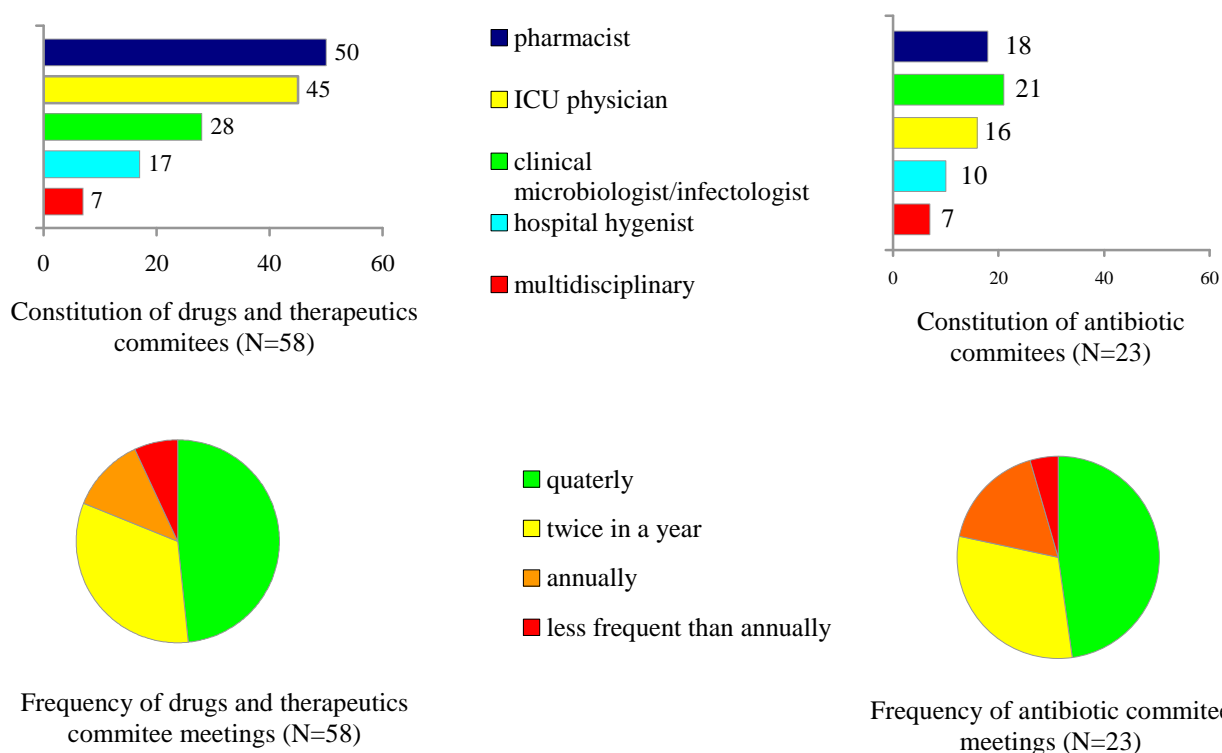 50
45
28
17
7
0 20 40 60
Constitution of drugs and therapeutics
commitees (N=58)
pharmacist
ICU physician
clinical
microbiologist/infectologist
hospital hygenist
multidisciplinary
18
21
16
10
7
0 20 40 60
Constitution of antibiotic
commitees (N=23)
Frequency of drugs and therapeutics
commitee meetings (N=58)
quaterly
twice in a year
annually
less frequent than annually
Frequency of antibiotic commitee
meetings (N=23)